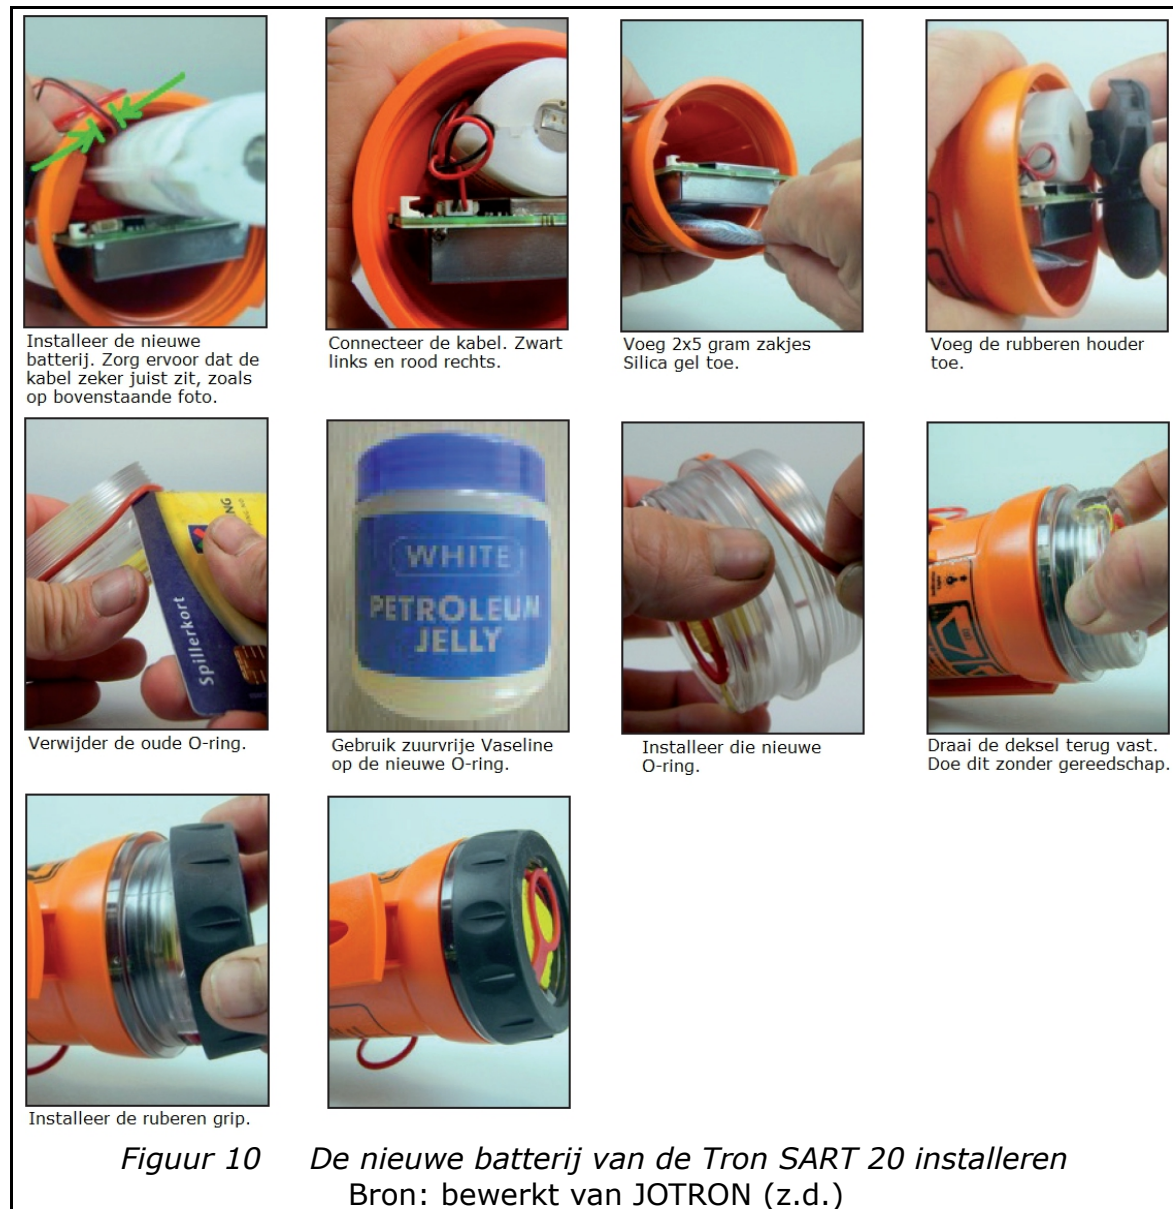 Installeer de nieuwe
batterij. Zorg ervoor dat de
kabel zeker juist zit, zoals
op bovenstaande foto.
Connecteer de kabel. Zwart
links en rood rechts.
Voeg 2x5 gram zakjes
Silica gel toe.
Voeg de rubberen houder
toe.
Spillerkort
NG
WHITE
PETROLEUM
JELLY
Verwijder de oude O-ring.
Gebruik zuurvrije Vaseline
op de nieuwe O-ring.
Installeer die nieuwe
O-ring.
Draai de deksel terug vast.
Doe dit zonder gereedschap.
Installeer de ruberen grip.
Figuur 10 De nieuwe batterij van de Tron SART 20 installeren
Bron: bewerkt van JOTRON (z.d.)